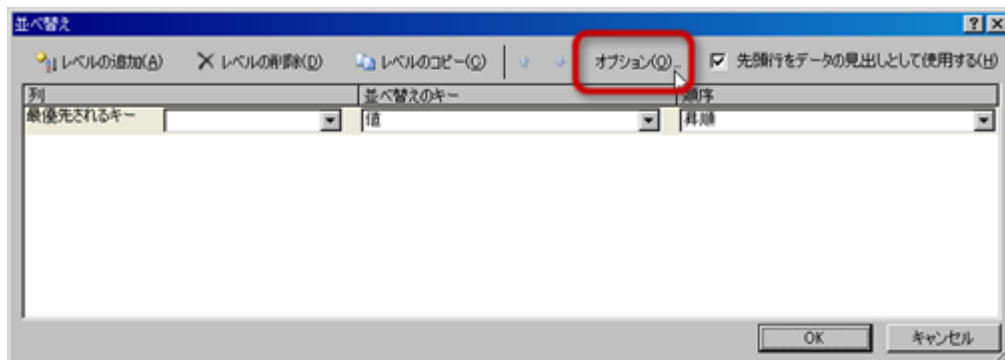 並べ替え
レベルの追加(A) レベルの削除(D) レベルのコピー(C) オプション(O)... 先頭行をデータの見出しとして使用する(H)
列 並べ替えのキー 順序
最優先されるキー 値 昇順
OK キャンセル